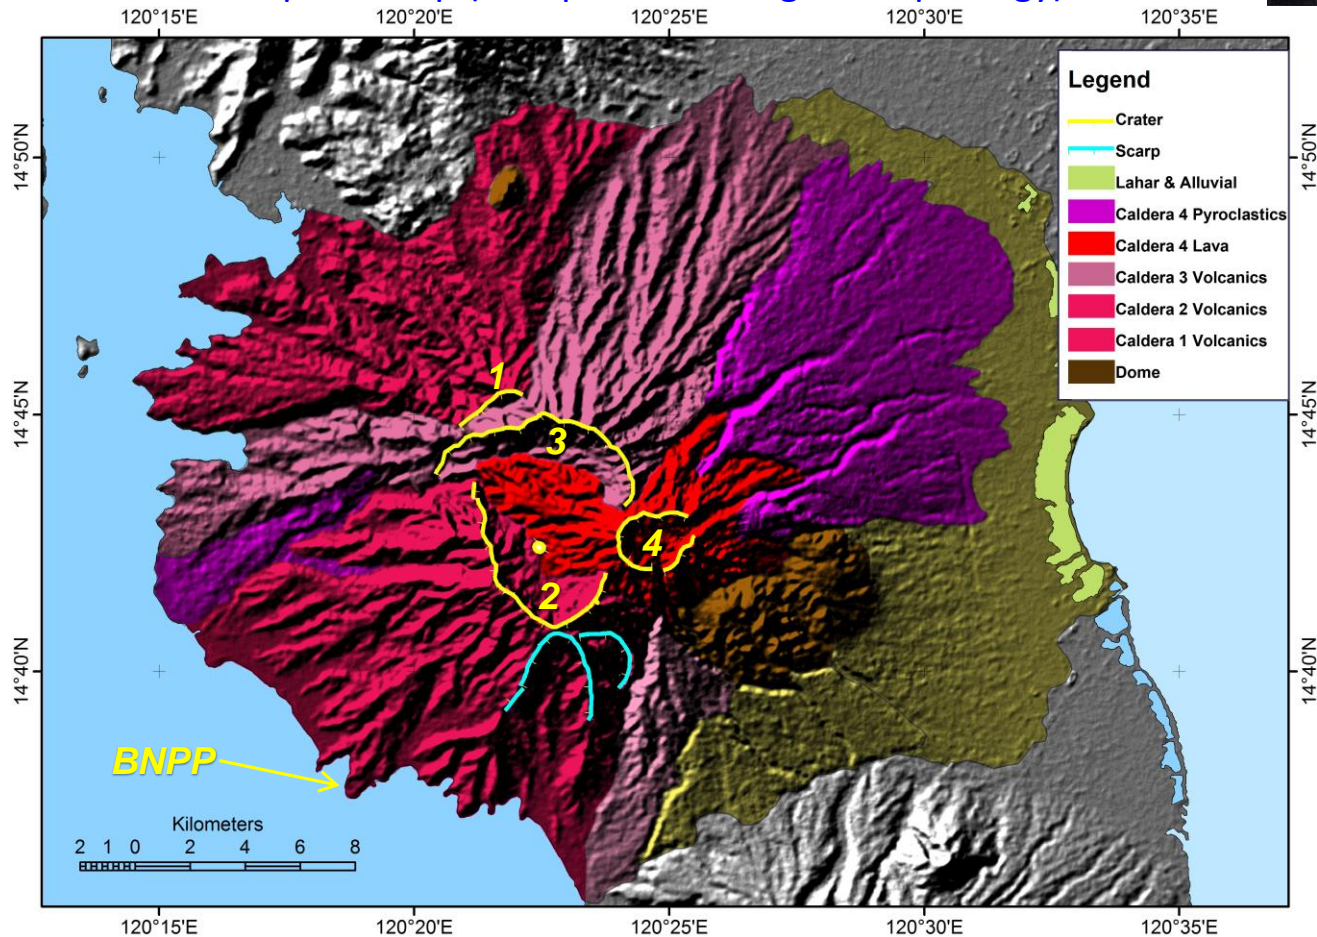 120°15'E 120°20'E 120°25'E 120°30'E 120°35'E
Legend
Crater
Scarp
Lahar & Alluvial
Caldera 4 Pyroclastics
Caldera 4 Lava
Caldera 3 Volcanics
Caldera 2 Volcanics
Caldera 1 Volcanics
Dome
14°50'N 14°50'N
1
14°45'N 14°45'N
3
4
2
14°40'N 14°40'N
BNPP
Kilometers
2 1 0 2 4 6 8
120°15'E 120°20'E 120°25'E 120°30'E 120°35'E